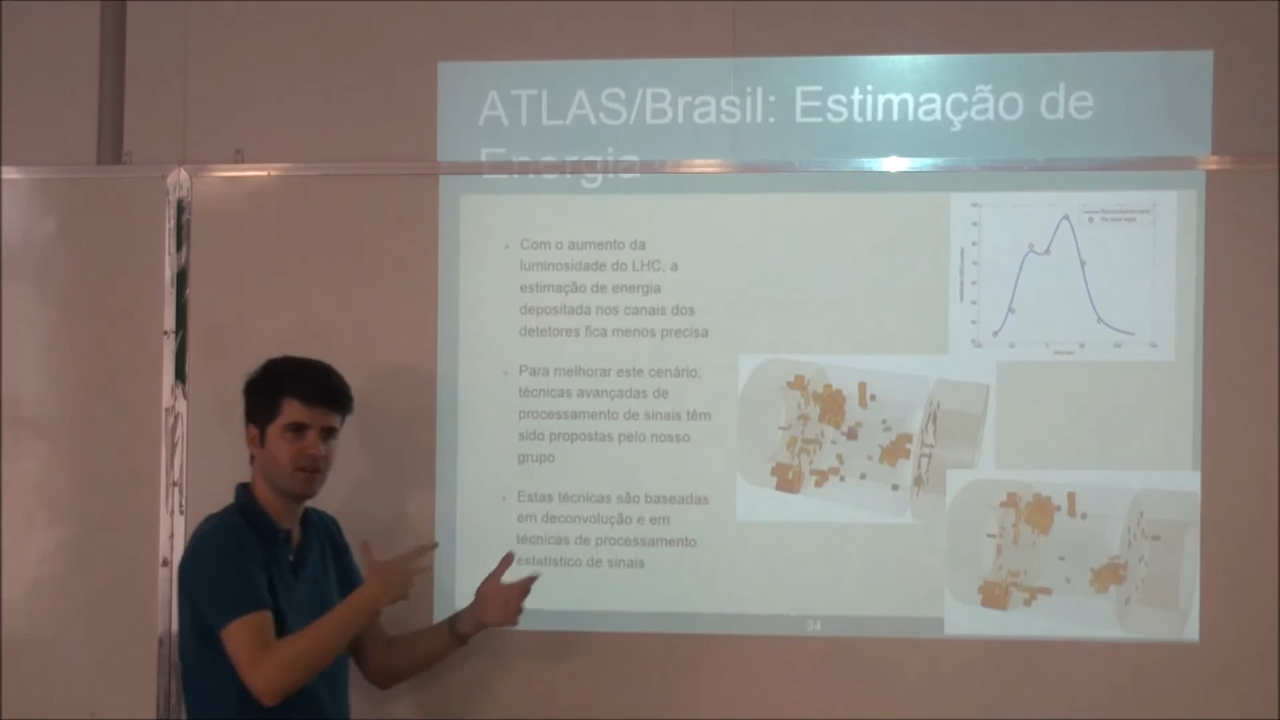 ATLAS/Brasil: Estimação de
Energia
Com o aumento da
luminosidade do LHC, a
estimação de energia
depositada nos canais dos
detetores fica menos precisa
Para melhorar este cenário,
técnicas avançadas de
processamento de sinais têm
sido propostas pelo nosso
grupo
Estas técnicas são baseadas
em deconvolução e em
técnicas de processamento
estatístico de sinais
34